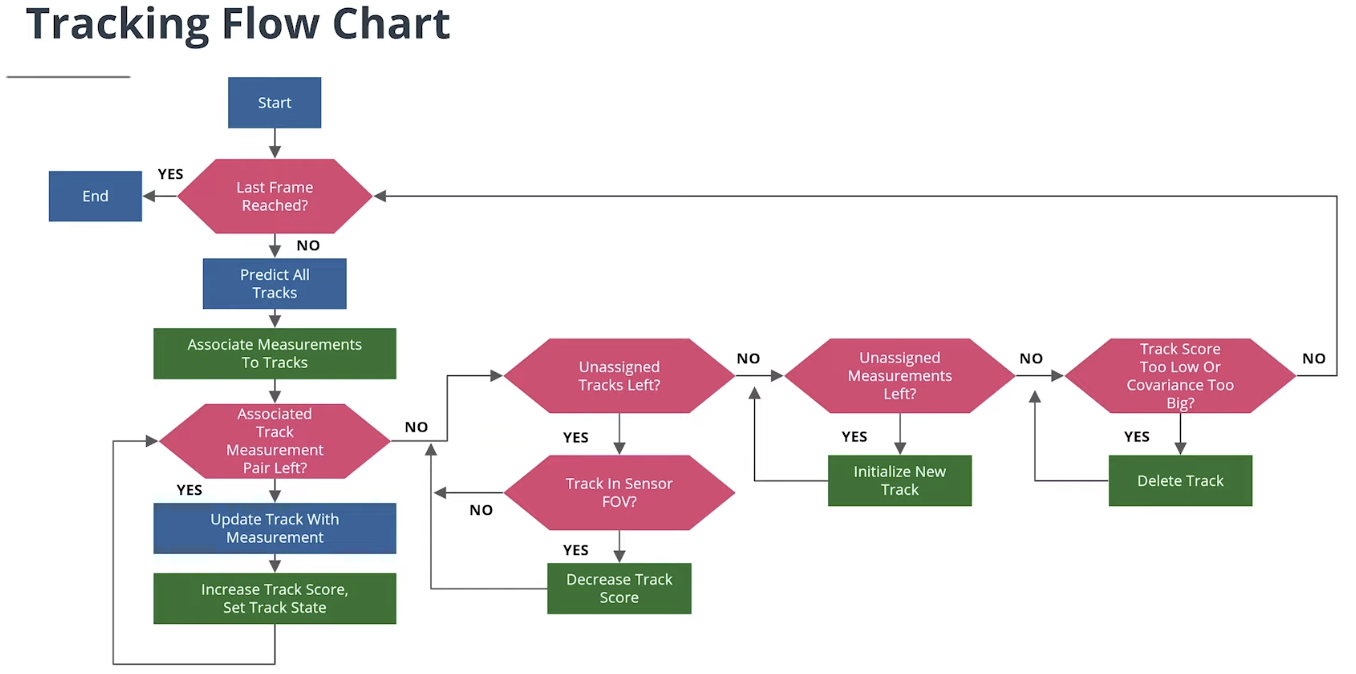 Tracking Flow Chart
Start
YES
End
Last Frame
Reached?
NO
Predict All
Tracks
Associate Measurements
To Tracks
Associated
Track
Measurement
Pair Left?
NO
YES
Update Track With
Measurement
Increase Track Score,
Set Track State
Unassigned
Tracks Left?
NO
YES
Track In Sensor
FOV?
NO
YES
Decrease Track
Score
Unassigned
Measurements
Left?
NO
YES
Initialize New
Track
Track Score
Too Low Or
Covariance Too
Big?
NO
YES
Delete Track